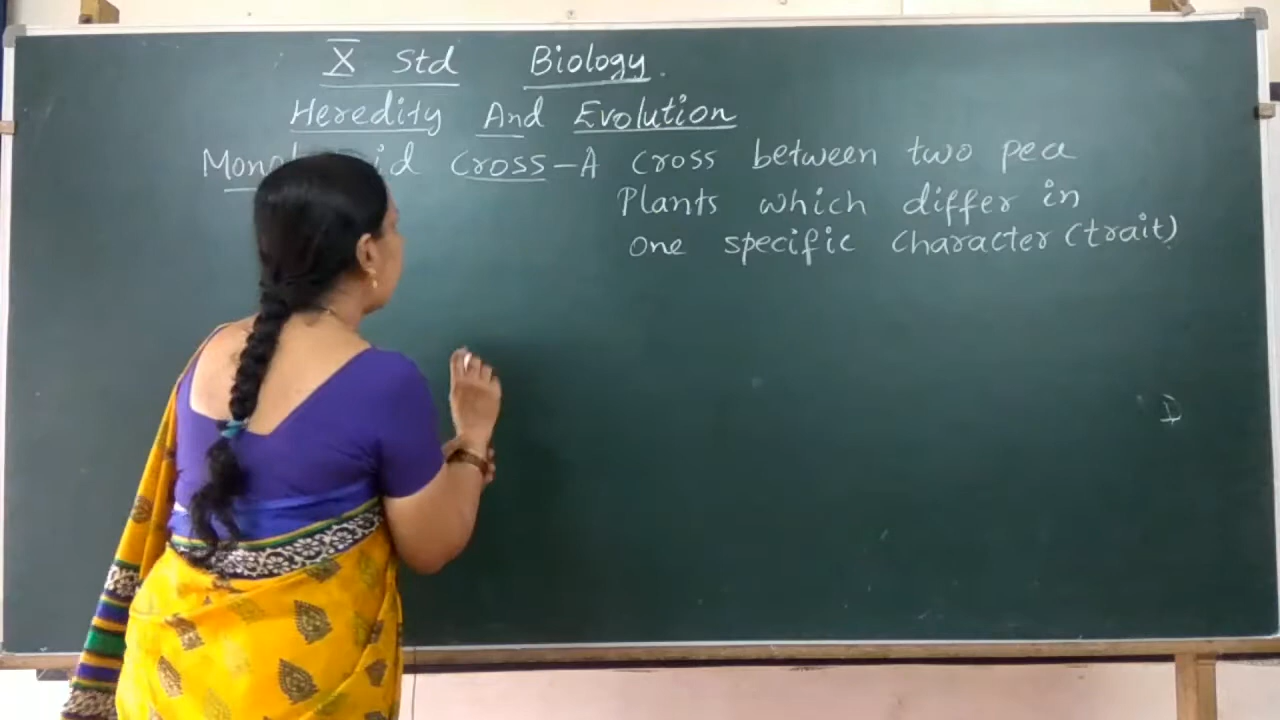 X Std Biology.
Heredity And Evolution
Cross - A cross between two pea
Plants which differ in
one specific character (trait)
D